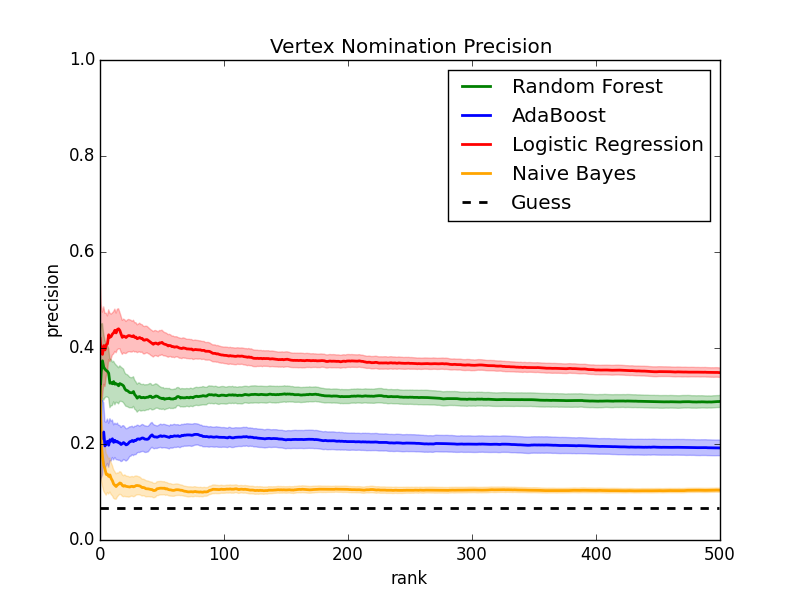 Vertex Nomination Precision
1.0
0.8
0.6
0.4
0.2
0.0
precision
Random Forest
AdaBoost
Logistic Regression
Naive Bayes
Guess
0 100 200 300 400 500
rank